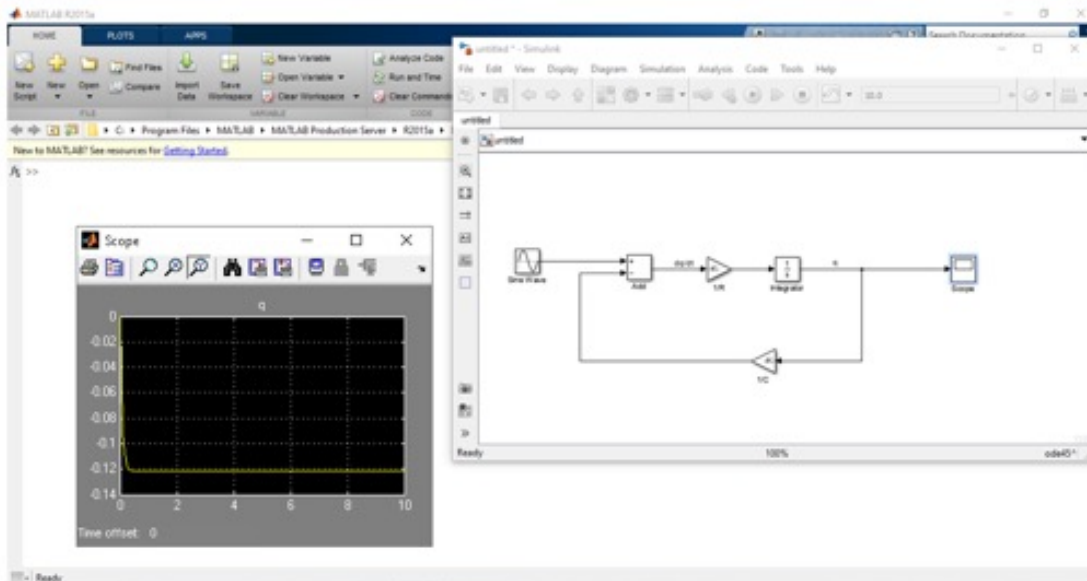 MATLAB R2015a
HOME PLOTS APPS
Search Documentation
New Script
New
Open
Find Files
Compare
Import Data
Save Workspace
New Variable
Open Variable
Clear Workspace
Analyze Code
Run and Time
Clear Command
FILE VARIABLE CODE
C: Program Files MATLAB MATLAB Production Server R2015a
New to MATLAB? See resources for Getting Started.
fx >>
untitled * - Simulink
File Edit View Display Diagram Simulation Analysis Code Tools Help
10.0
untitled
untitled
Sine Wave
Add
1/R
Integrator
Scope
1/C
Ready 100% ode45
Scope
q
0
-0.02
-0.04
-0.06
-0.08
-0.1
-0.12
-0.14
0 2 4 6 8 10
Time offset: 0
Ready